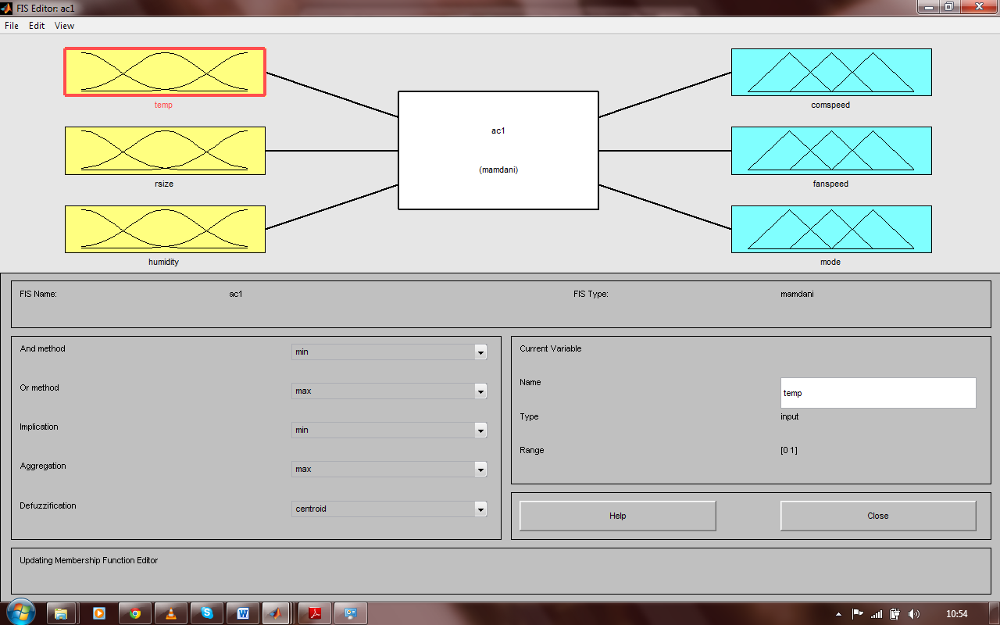 FIS Editor: ac1
File Edit View
temp
rsize
humidity
ac1
(mamdani)
comspeed
fanspeed
mode
FIS Name: ac1 FIS Type: mamdani
And method min
Or method max
Implication min
Aggregation max
Defuzzification centroid
Current Variable
Name temp
Type input
Range [0 1]
Help Close
Updating Membership Function Editor
10:54